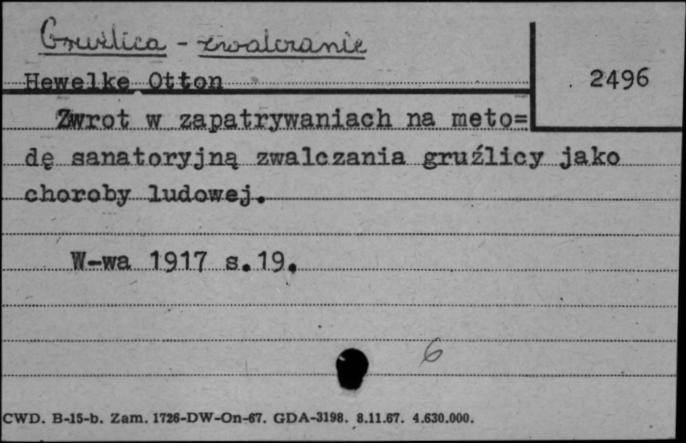 Gruźlica - zwalczanie
Hewelke Otton
2496
Zwrot w zapatrywaniach na meto=
dę sanatoryjną zwalczania gruźlicy jako
choroby ludowej.
W-wa 1917 s.19.
6
CWD. B-15-b. Zam. 1726-DW-On-67. GDA-3198. 8.11.67. 4.630.000.